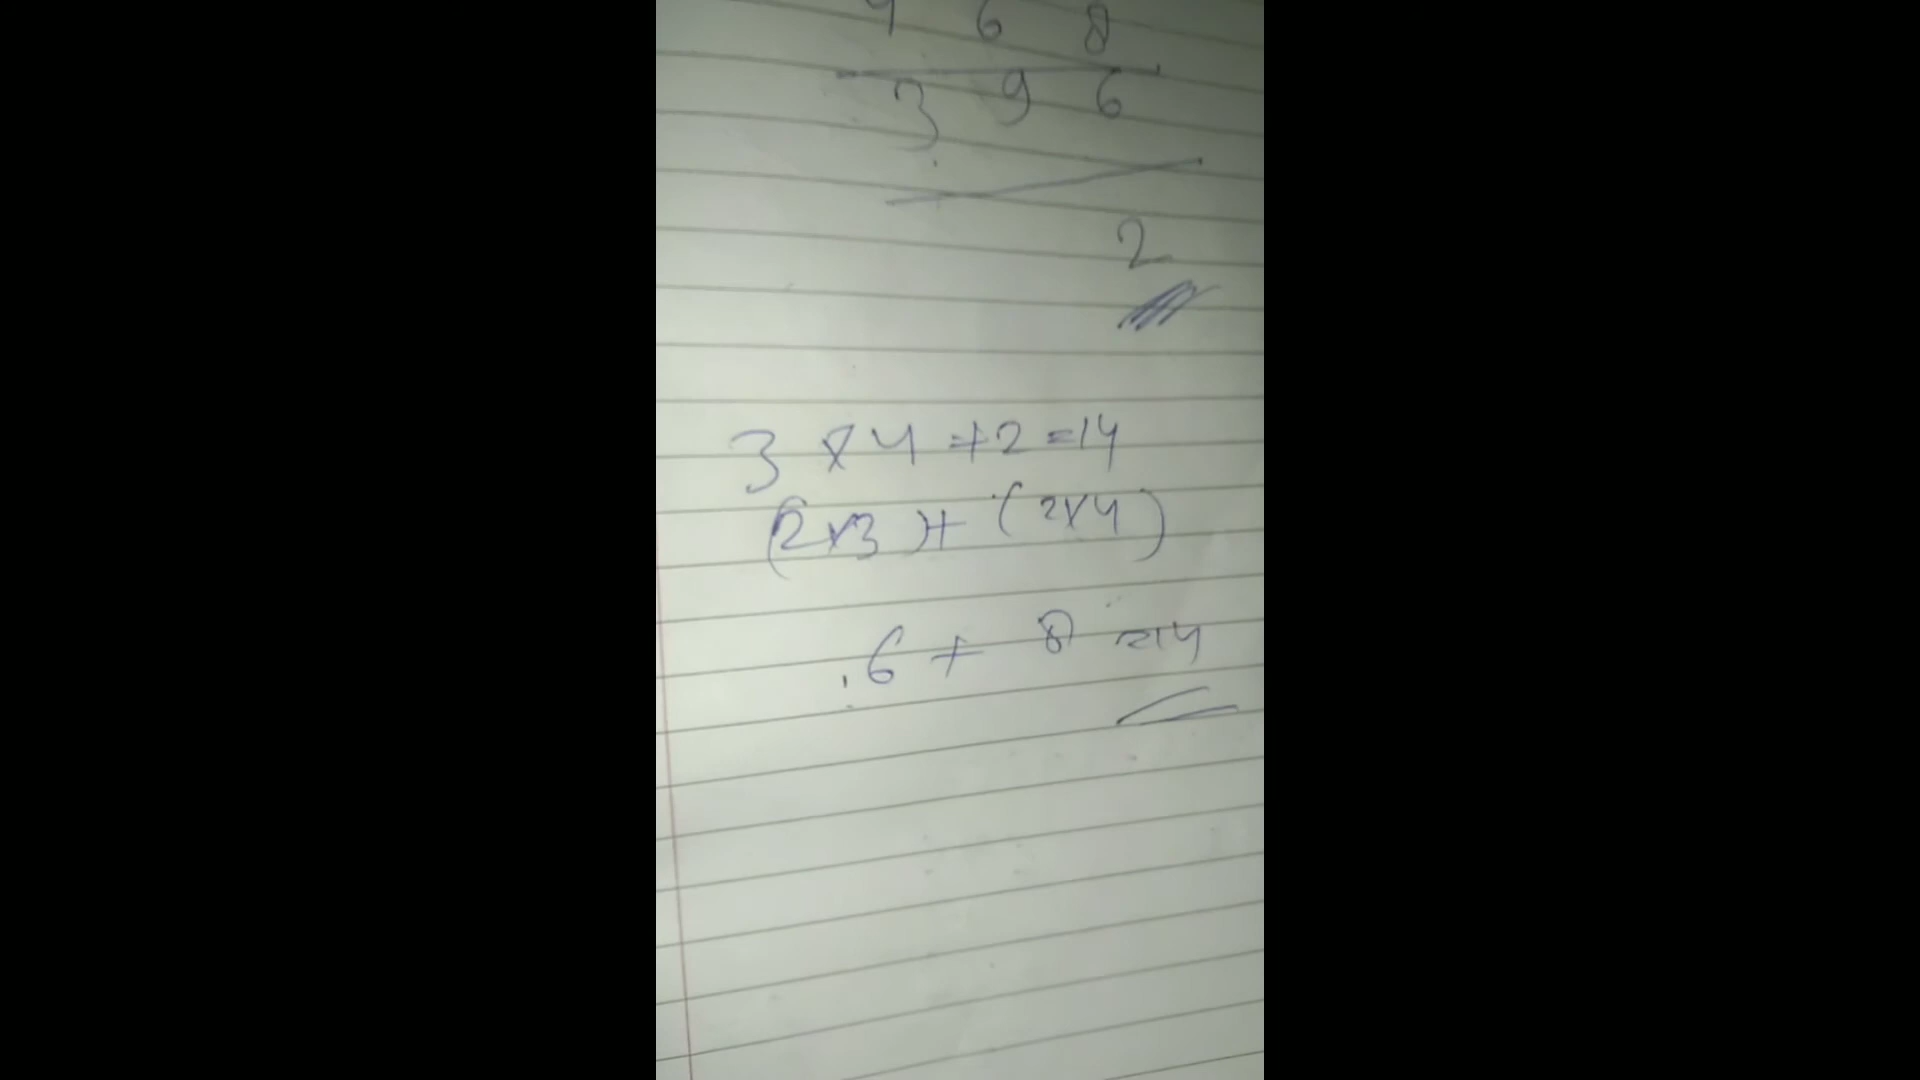 4 6 8
3 9 6
2
3 × 4 + 2 = 14
(2×3) + (2×4)
6 + 8 = 14